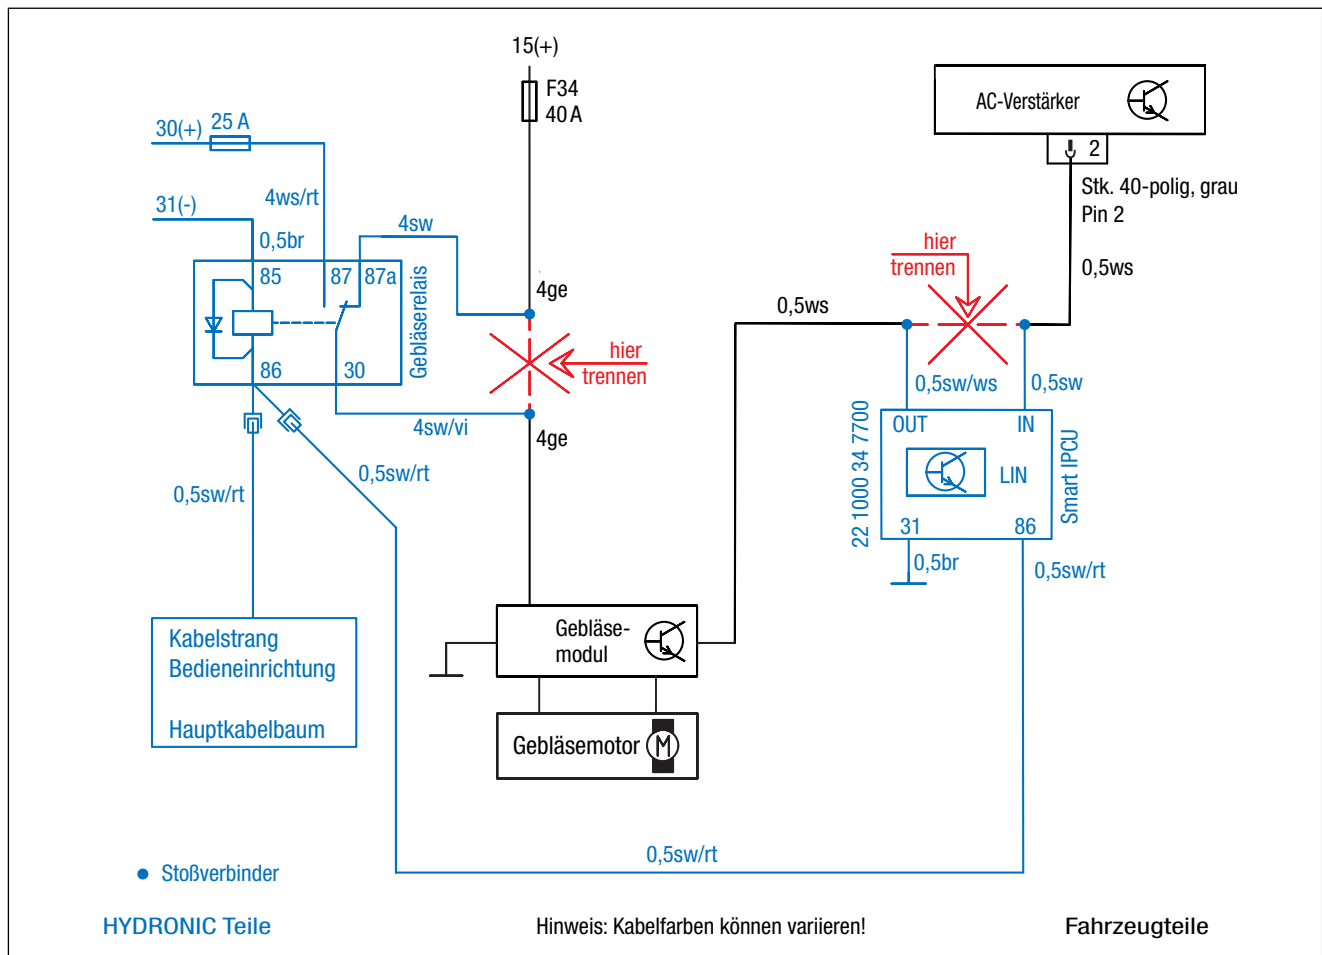 15(+)
F34
40 A
AC-Verstärker
2
Stk. 40-polig, grau
Pin 2
0,5ws
30(+)
25 A
4ws/rt
31(-)
0,5br
4sw
85
87
87a
86
30
Gebläserelais
4ge
hier
trennen
4sw/vi
4ge
0,5sw/rt
0,5sw/rt
hier
trennen
0,5ws
0,5sw/ws
0,5sw
OUT
IN
LIN
31
86
22 1000 34 7700
Smart IPCU
0,5br
0,5sw/rt
Kabelstrang
Bedieneinrichtung
Hauptkabelbaum
Gebläse-
modul
Gebläsemotor
M
0,5sw/rt
Stoßverbinder
HYDRONIC Teile
Hinweis: Kabelfarben können variieren!
Fahrzeugteile